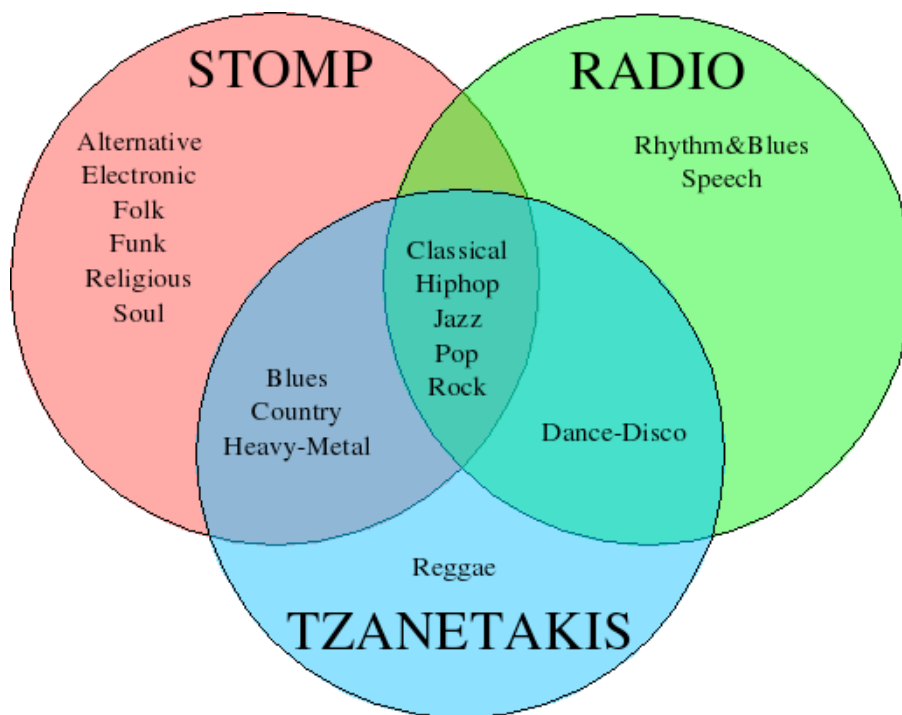 STOMP
RADIO
Alternative
Electronic
Folk
Funk
Religious
Soul
Rhythm&Blues
Speech
Classical
Hiphop
Jazz
Pop
Rock
Blues
Country
Heavy-Metal
Dance-Disco
Reggae
TZANETAKIS